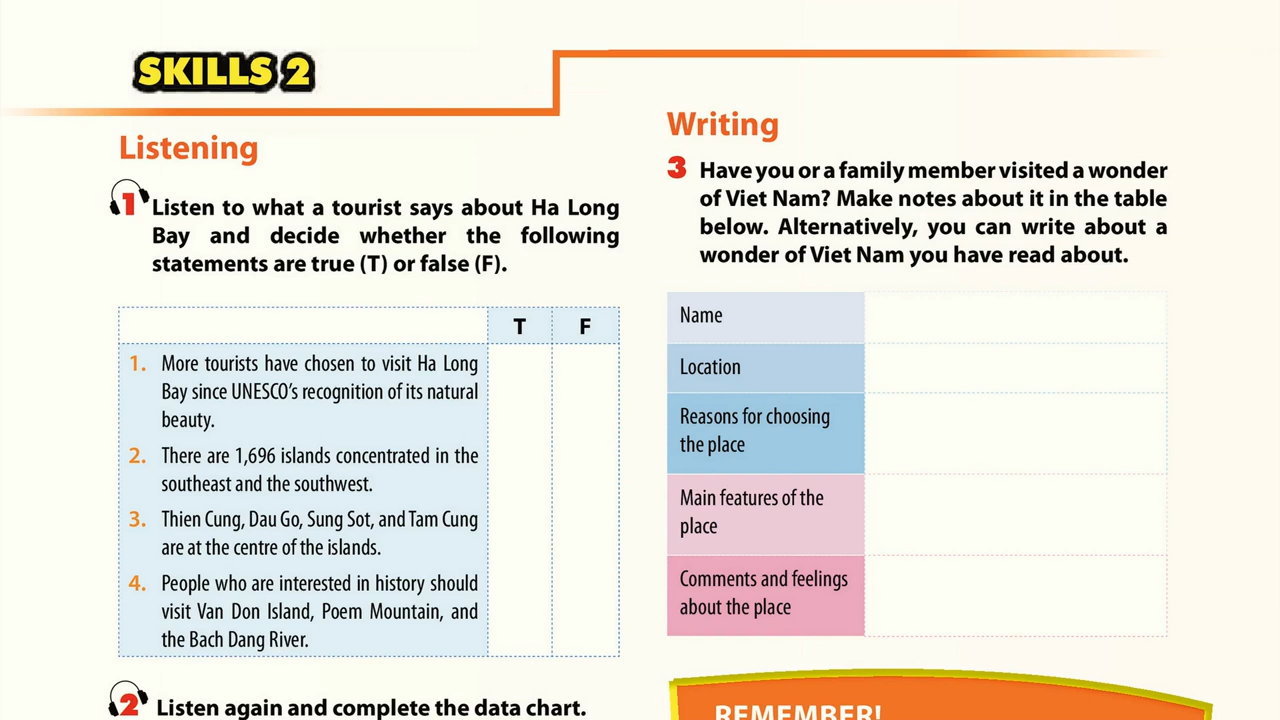 SKILLS 2
Listening
1 Listen to what a tourist says about Ha Long
Bay and decide whether the following
statements are true (T) or false (F).
T F
1. More tourists have chosen to visit Ha Long
Bay since UNESCO's recognition of its natural
beauty.
2. There are 1,696 islands concentrated in the
southeast and the southwest.
3. Thien Cung, Dau Go, Sung Sot, and Tam Cung
are at the centre of the islands.
4. People who are interested in history should
visit Van Don Island, Poem Mountain, and
the Bach Dang River.
2 Listen again and complete the data chart.
Writing
3 Have you or a family member visited a wonder
of Viet Nam? Make notes about it in the table
below. Alternatively, you can write about a
wonder of Viet Nam you have read about.
Name
Location
Reasons for choosing
the place
Main features of the
place
Comments and feelings
about the place
REMEMBER!